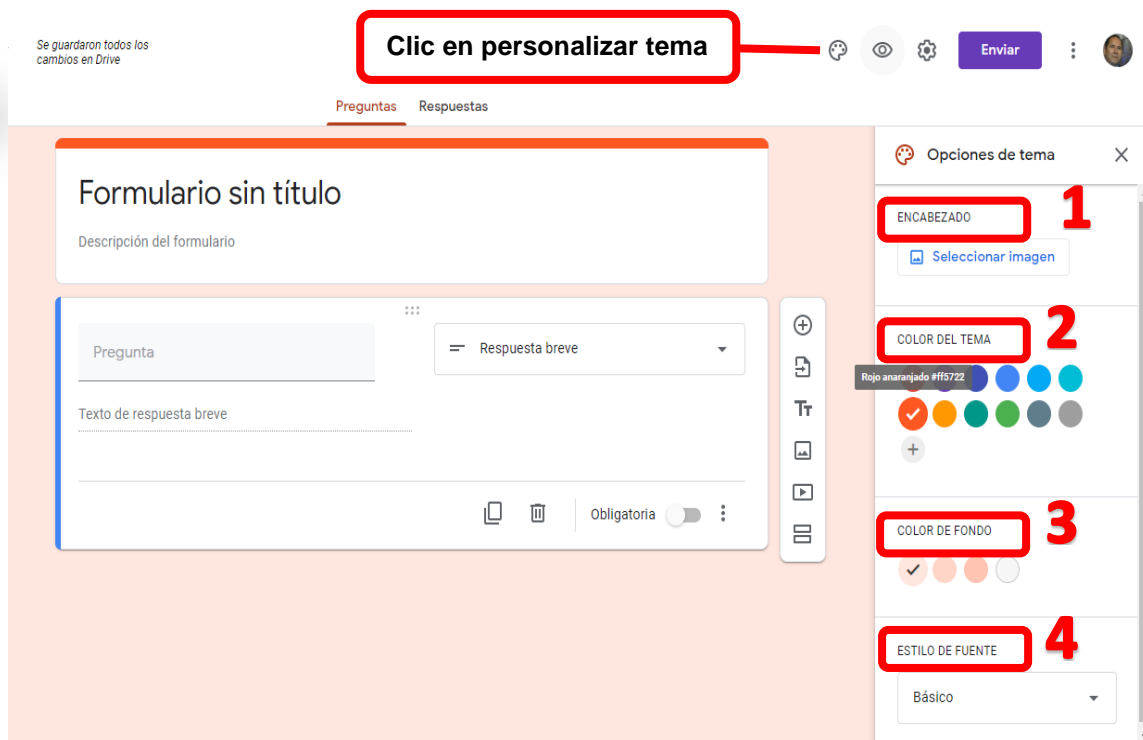 Se guardaron todos los
cambios en Drive
Clic en personalizar tema
Enviar
Preguntas Respuestas
Formulario sin título
Descripción del formulario
Pregunta
Respuesta breve
Texto de respuesta breve
Obligatoria
Opciones de tema
ENCABEZADO
1
Seleccionar imagen
COLOR DEL TEMA
2
Rojo anaranjado #ff5722
COLOR DE FONDO
3
ESTILO DE FUENTE
4
Básico